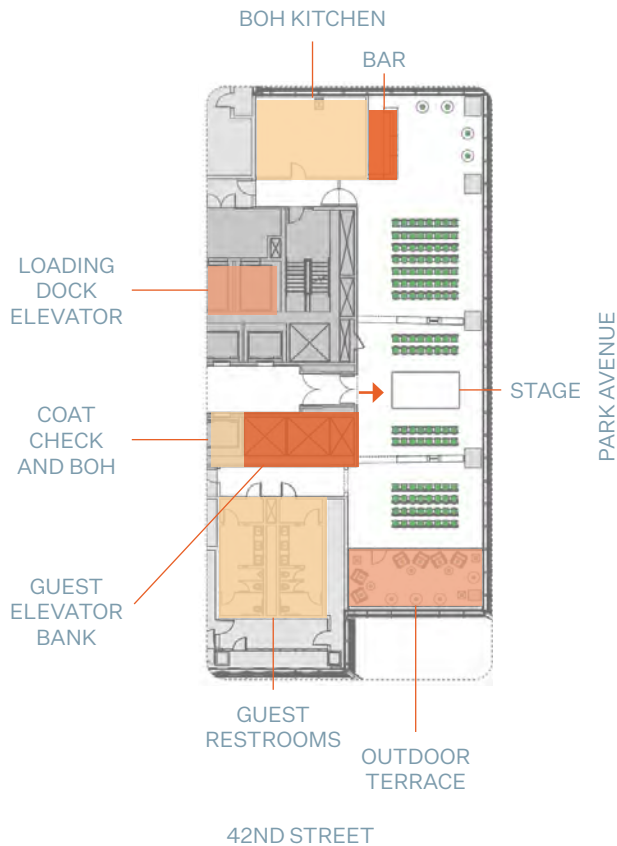 BOH KITCHEN
BAR
LOADING
DOCK
ELEVATOR
PARK AVENUE
STAGE
COAT
CHECK
AND BOH
GUEST
ELEVATOR
BANK
GUEST
RESTROOMS
OUTDOOR
TERRACE
42ND STREET